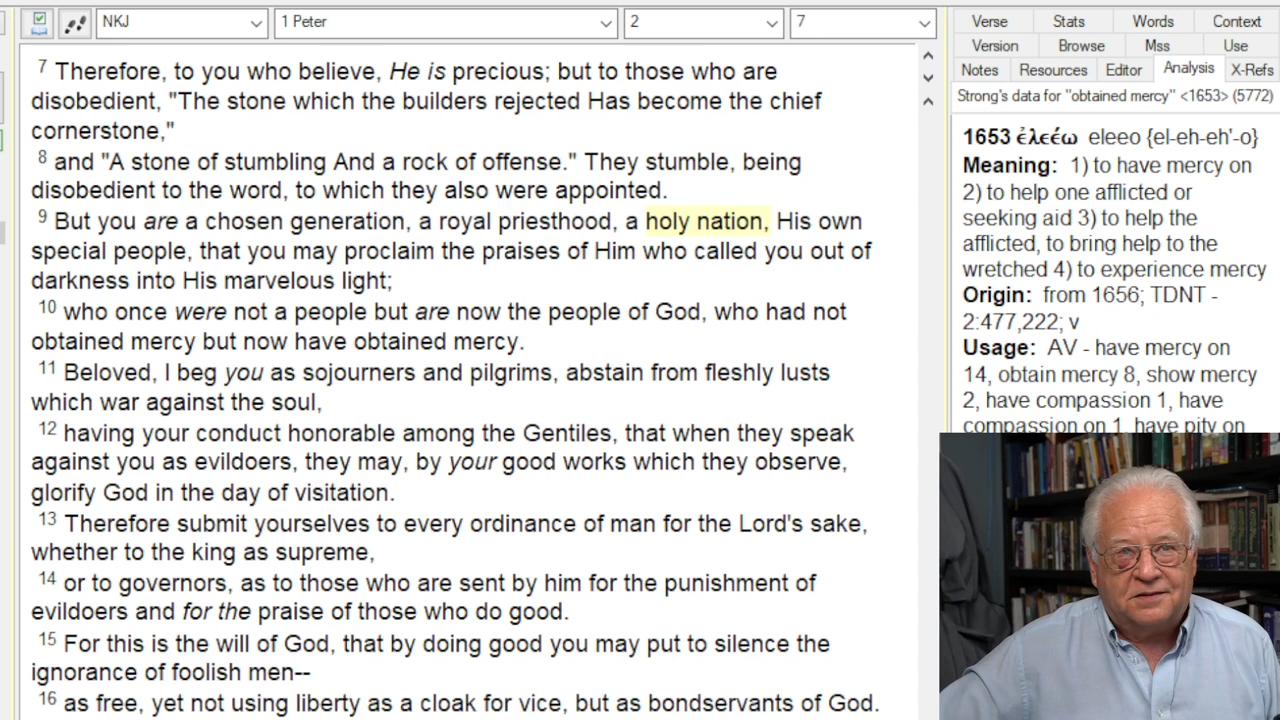 NKJ 1 Peter 2 7
7 Therefore, to you who believe, He is precious; but to those who are
disobedient, "The stone which the builders rejected Has become the chief
cornerstone,"
8 and "A stone of stumbling And a rock of offense." They stumble, being
disobedient to the word, to which they also were appointed.
9 But you are a chosen generation, a royal priesthood, a holy nation, His own
special people, that you may proclaim the praises of Him who called you out of
darkness into His marvelous light;
10 who once were not a people but are now the people of God, who had not
obtained mercy but now have obtained mercy.
11 Beloved, I beg you as sojourners and pilgrims, abstain from fleshly lusts
which war against the soul,
12 having your conduct honorable among the Gentiles, that when they speak
against you as evildoers, they may, by your good works which they observe,
glorify God in the day of visitation.
13 Therefore submit yourselves to every ordinance of man for the Lord's sake,
whether to the king as supreme,
14 or to governors, as to those who are sent by him for the punishment of
evildoers and for the praise of those who do good.
15 For this is the will of God, that by doing good you may put to silence the
ignorance of foolish men--
16 as free, yet not using liberty as a cloak for vice, but as bondservants of God.
Verse Stats Words Context
Version Browse Mss Use
Notes Resources Editor Analysis X-Refs
Strong's data for "obtained mercy" <1653> (5772)
1653 ἐλεέω eleeo {el-eh-eh'-o}
Meaning: 1) to have mercy on
2) to help one afflicted or
seeking aid 3) to help the
afflicted, to bring help to the
wretched 4) to experience mercy
Origin: from 1656; TDNT -
2:477,222; v
Usage: AV - have mercy on
14, obtain mercy 8, show mercy
2, have compassion 1, have
compassion on 1, have pity on